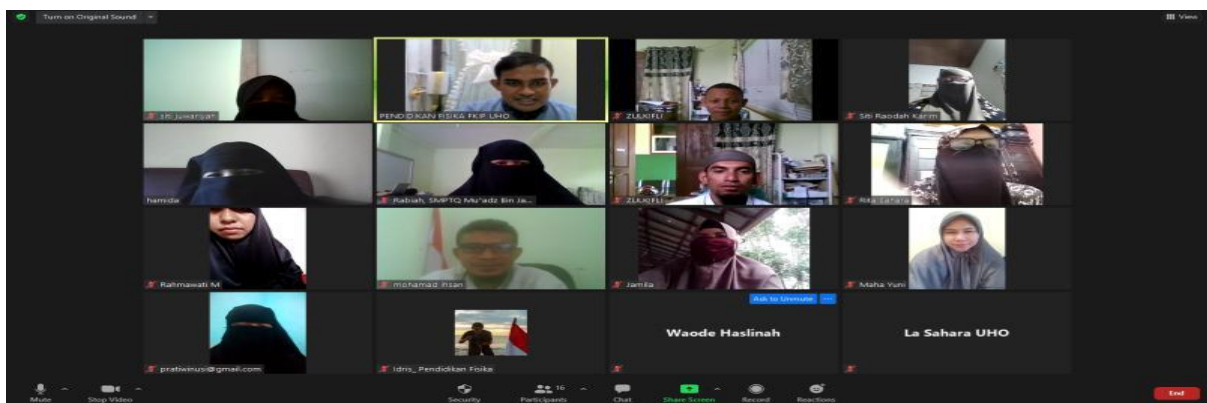 Turn on Original Sound
View
Siti Juwariyah
PENDIDIKAN FISIKA FKIP UHO
ZULKIFLI
Siti Raodah Karim
hamida
Rabiah, SMPTQ Mu'adz Bin Ja...
ZULKIFLI
Rita La'ala
Rahmawati M
mohamad ihsan
Jamila
Maha Yuni
Ask to Unmute
pratiwinusi@gmail.com
Idris_ Pendidikan Fisika
Waode Haslinah
La Sahara UHO
Mute
Stop Video
Security
Participants
16
Chat
Share Screen
Record
Reactions
End